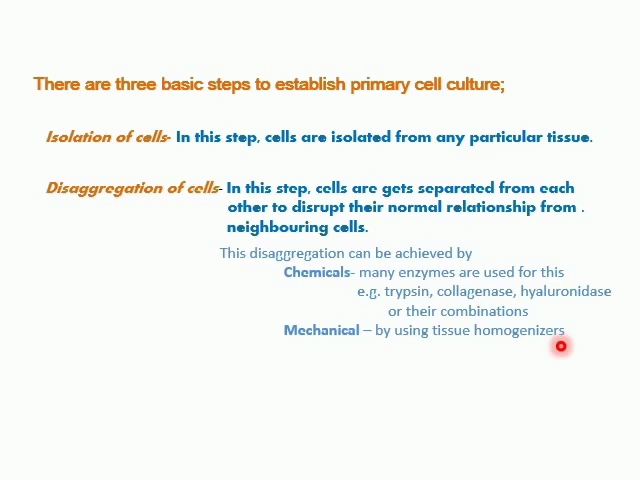 There are three basic steps to establish primary cell culture;
Isolation of cells- In this step, cells are isolated from any particular tissue.
Disaggregation of cells- In this step, cells are gets separated from each
other to disrupt their normal relationship from .
neighbouring cells.
This disaggregation can be achieved by
Chemicals- many enzymes are used for this
e.g. trypsin, collagenase, hyaluronidase
or their combinations
Mechanical – by using tissue homogenizers